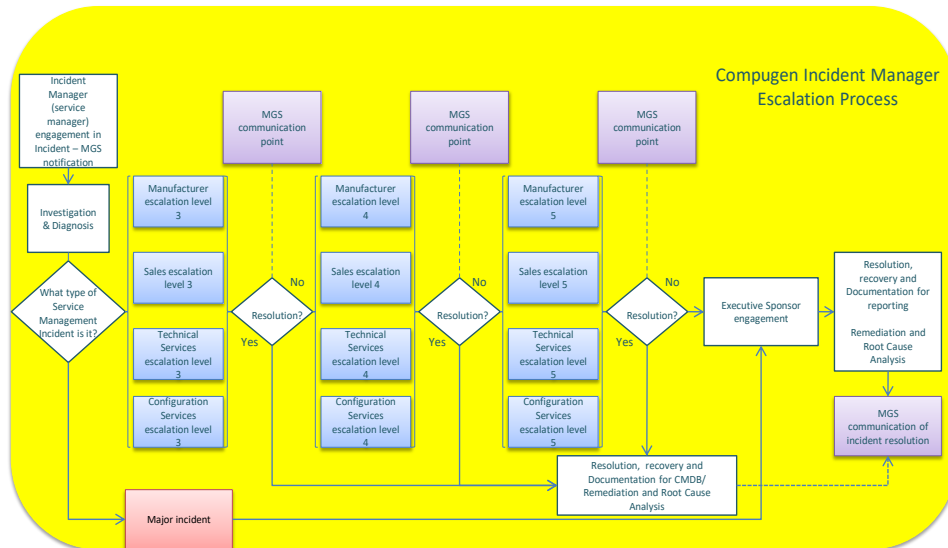 Compugen Incident Manager
Escalation Process
Incident
Manager
(service
manager)
engagement in
Incident – MGS
notification
Investigation
& Diagnosis
What type of
Service
Management
Incident is it?
Manufacturer
escalation level
3
Sales escalation
level 3
Technical
Services
escalation level
3
Configuration
Services
escalation level
3
MGS
communication
point
Resolution?
No
Yes
Manufacturer
escalation level
4
Sales escalation
level 4
Technical
Services
escalation level
4
Configuration
Services
escalation level
4
MGS
communication
point
Resolution?
No
Yes
Manufacturer
escalation level
5
Sales escalation
level 5
Technical
Services
escalation level
5
Configuration
Services
escalation level
5
MGS
communication
point
Resolution?
No
Yes
Executive Sponsor
engagement
Resolution,
recovery and
Documentation for
reporting
Remediation and
Root Cause
Analysis
MGS
communication of
incident resolution
Resolution, recovery and
Documentation for CMDB/
Remediation and Root Cause
Analysis
Major incident